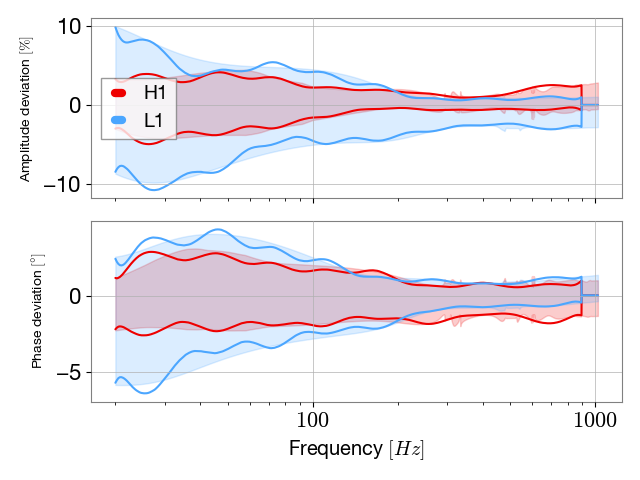 10
0
−10
Amplitude deviation [%]
H1
L1
0
−5
Phase deviation [°]
100
1000
Frequency [Hz]